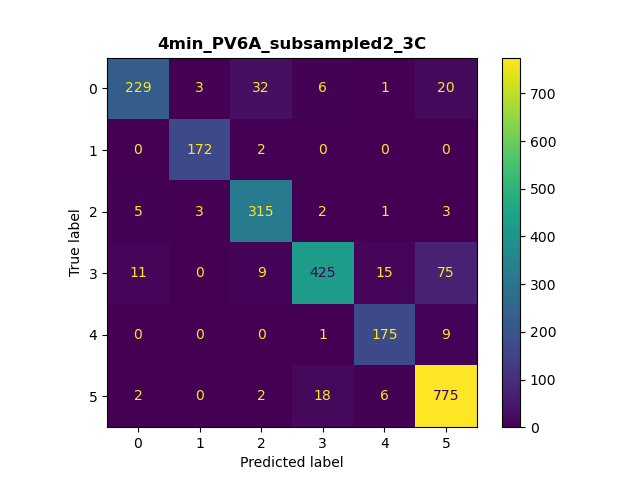 4min_PV6A_subsampled2_3C
True label
0 229 3 32 6 1 20
1 0 172 2 0 0 0
2 5 3 315 2 1 3
3 11 0 9 425 15 75
4 0 0 0 1 175 9
5 2 0 2 18 6 775
0 1 2 3 4 5
Predicted label
700
600
500
400
300
200
100
0